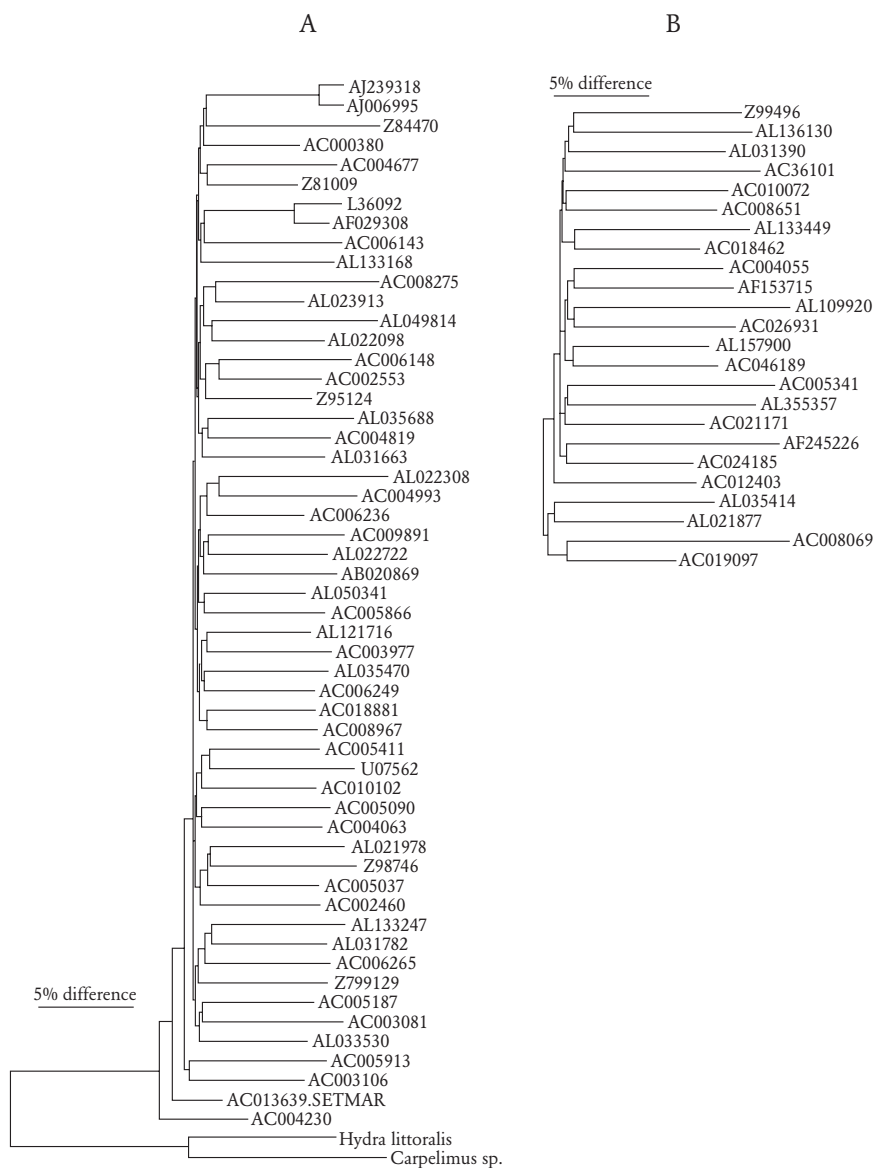 A
AJ239318
AJ006995
Z84470
AC000380
AC004677
Z81009
L36092
AF029308
AC006143
AL133168
AC008275
AL023913
AL049814
AL022098
AC006148
AC002553
Z95124
AL035688
AC004819
AL031663
AL022308
AC004993
AC006236
AC009891
AL022722
AB020869
AL050341
AC005866
AL121716
AC003977
AL035470
AC006249
AC018881
AC008967
AC005411
U07562
AC010102
AC005090
AC004063
AL021978
Z98746
AC005037
AC002460
AL133247
AL031782
AC006265
Z799129
5% difference
AC005187
AC003081
AL033530
AC005913
AC003106
AC013639.SETMAR
AC004230
Hydra littoralis
Carpelimus sp.
B
5% difference
Z99496
AL136130
AL031390
AC36101
AC010072
AC008651
AL133449
AC018462
AC004055
AF153715
AL109920
AC026931
AL157900
AC046189
AC005341
AL355357
AC021171
AF245226
AC024185
AC012403
AL035414
AL021877
AC008069
AC019097